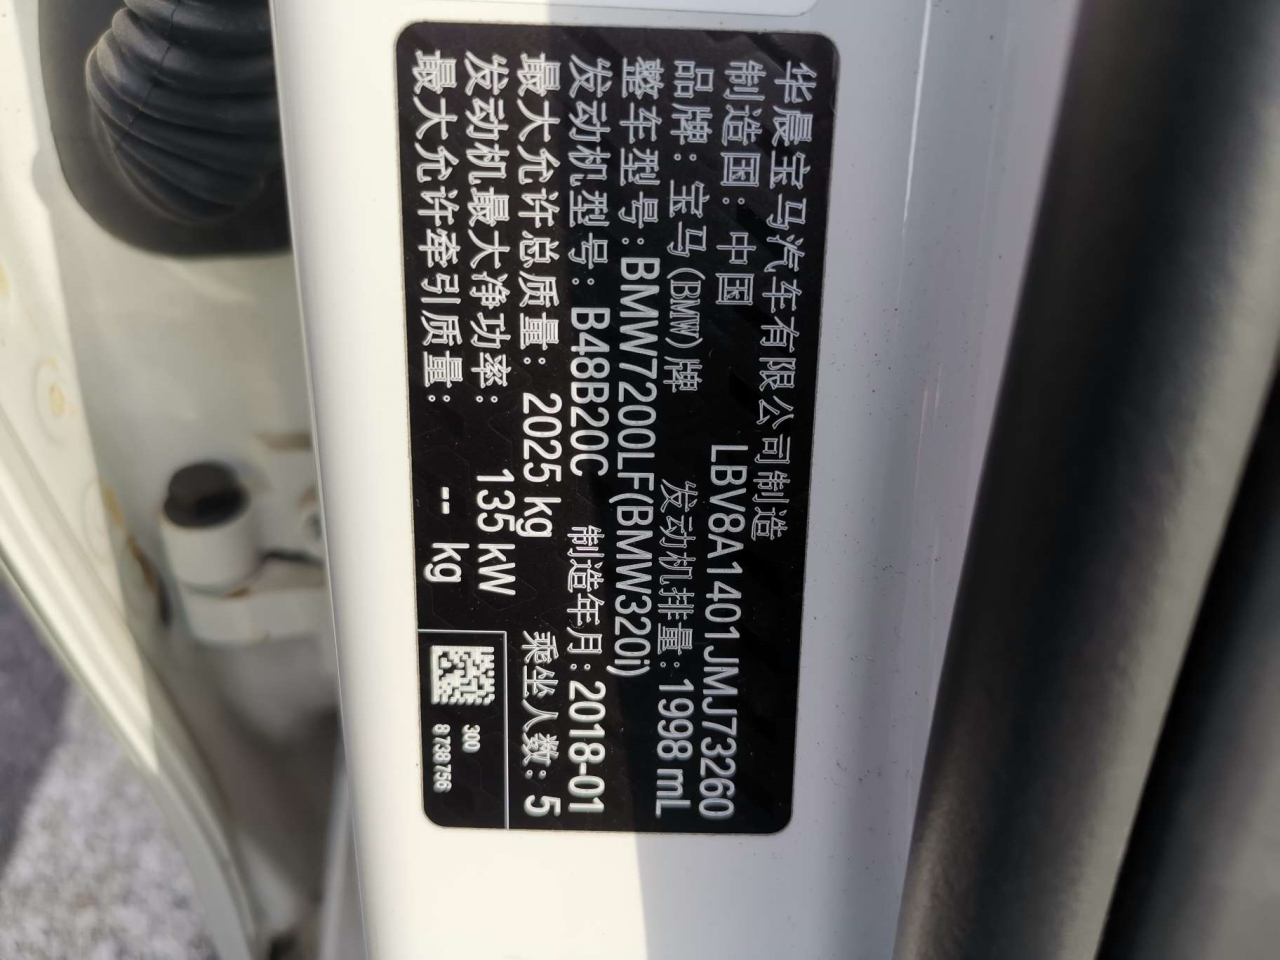 华晨宝马汽车有限公司制造
制造国：中国 LBV8A1401JMJ73260
品牌：宝马(BMW)牌 发动机排量：1998 mL
整车型号：BMW7200LF(BMW320i)
发动机型号：B48B20C 制造年月：2018-01
最大允许总质量：2025 kg 乘坐人数：5
发动机最大净功率：135 kW
最大允许牵引质量：-- kg
300
8 738 756